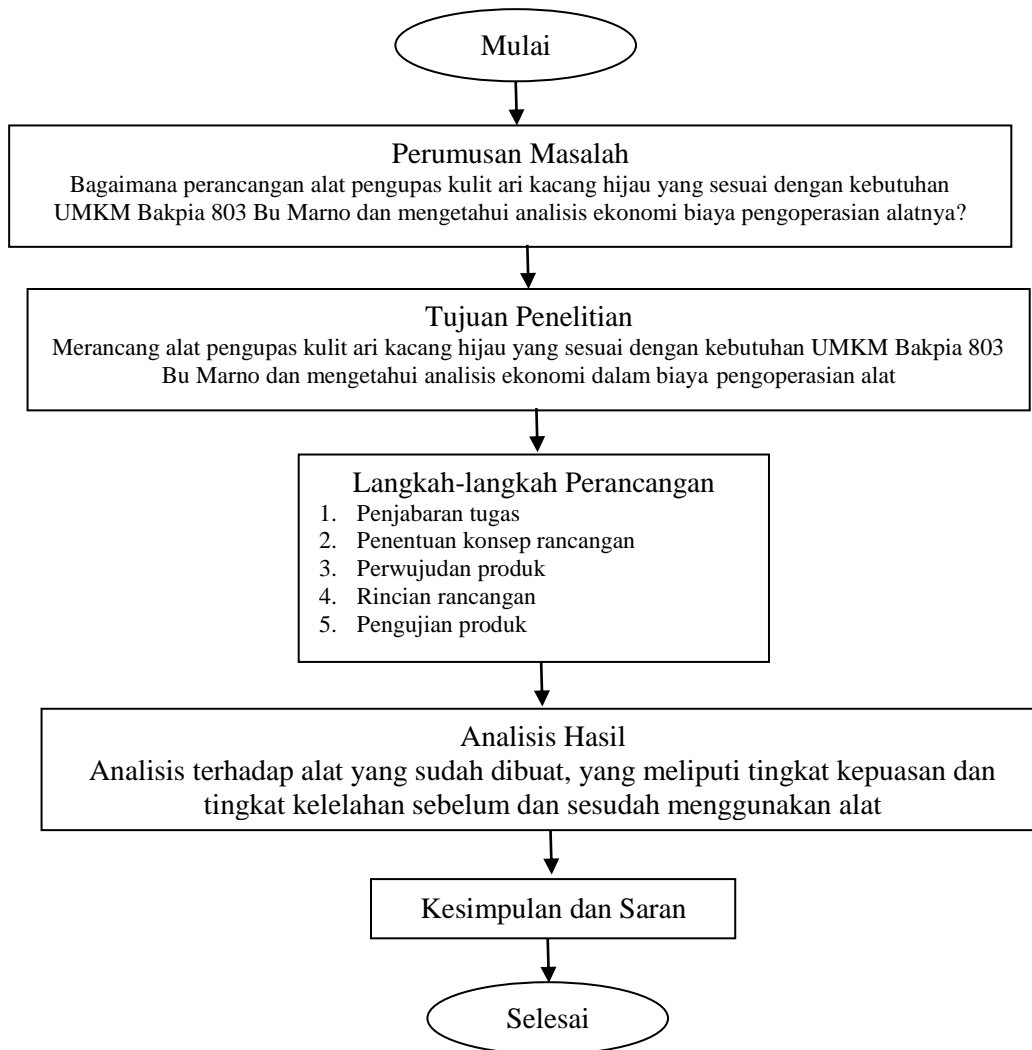 Mulai
Perumusan Masalah
Bagaimana perancangan alat pengupas kulit ari kacang hijau yang sesuai dengan kebutuhan
UMKM Bakpia 803 Bu Marno dan mengetahui analisis ekonomi biaya pengoperasian alatnya?
Tujuan Penelitian
Merancang alat pengupas kulit ari kacang hijau yang sesuai dengan kebutuhan UMKM Bakpia 803
Bu Marno dan mengetahui analisis ekonomi dalam biaya pengoperasian alat
Langkah-langkah Perancangan
1. Penjabaran tugas
2. Penentuan konsep rancangan
3. Perwujudan produk
4. Rincian rancangan
5. Pengujian produk
Analisis Hasil
Analisis terhadap alat yang sudah dibuat, yang meliputi tingkat kepuasan dan
tingkat kelelahan sebelum dan sesudah menggunakan alat
Kesimpulan dan Saran
Selesai